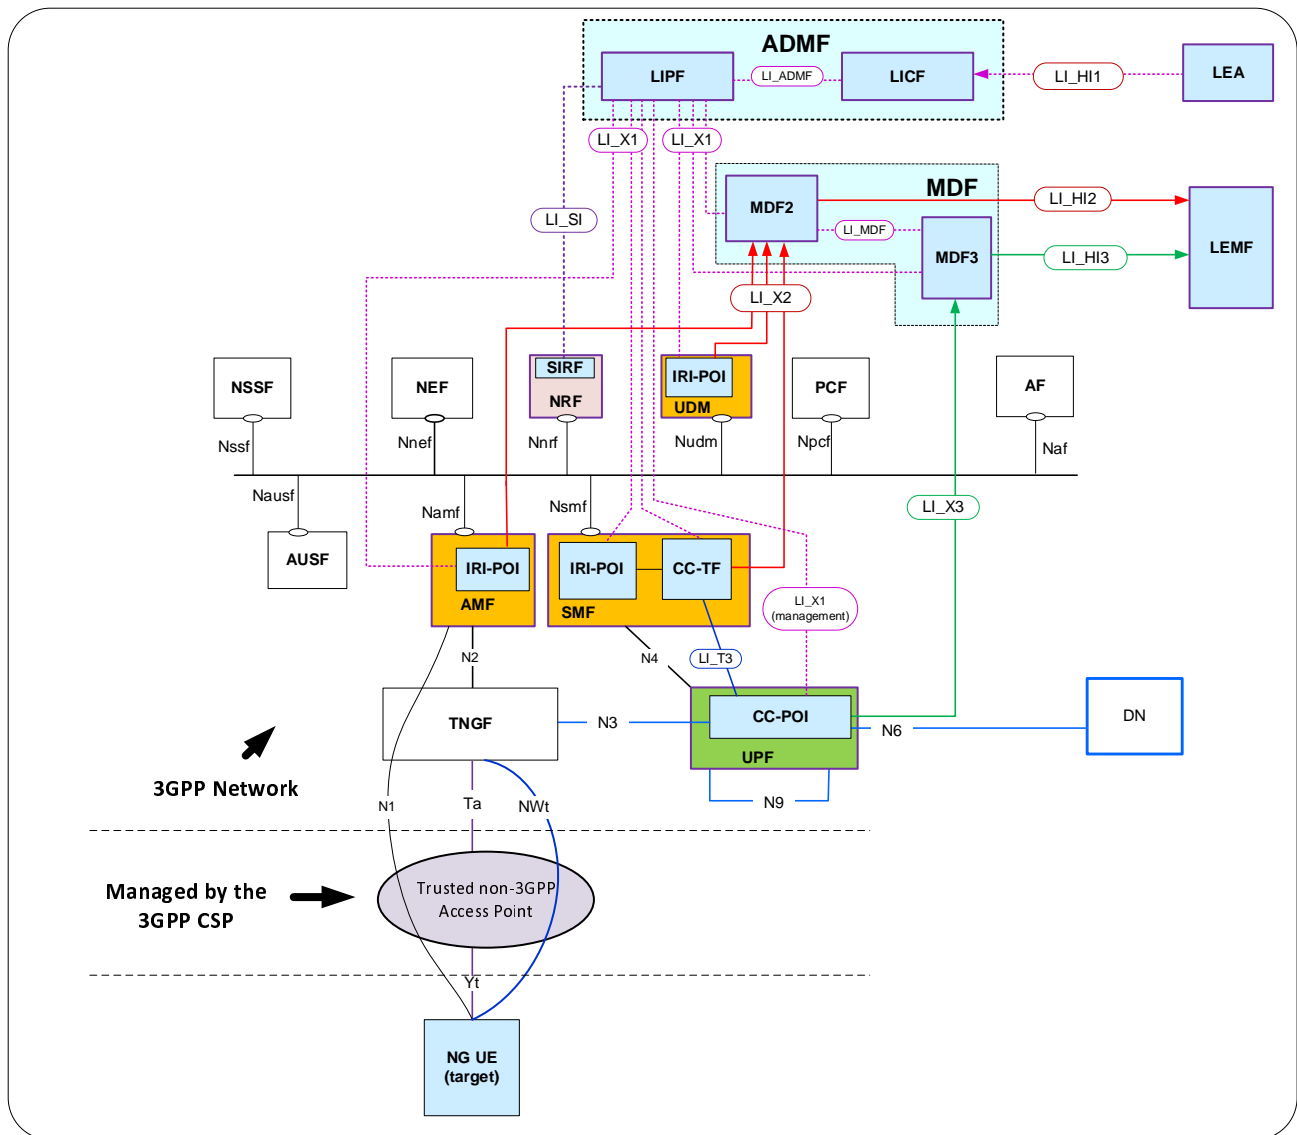 ADMF
LIPF
LI_ADMF
LICF
LI_HI1
LEA
LI_X1
LI_X1
MDF
MDF2
LI_HI2
LI_SI
LI_MDF
LEMF
MDF3
LI_HI3
LI_X2
SIRF
IRI-POI
NSSF
NEF
NRF
UDM
PCF
AF
Nssf
Nnef
Nnrf
Nudm
Npcf
Naf
Nausf
Namf
Nsmf
LI_X3
AUSF
IRI-POI
IRI-POI
CC-TF
AMF
SMF
LI_X1
(management)
N2
N4
LI_T3
TNGF
N3
CC-POI
N6
DN
UPF
3GPP Network
N1
Ta
NWt
N9
Managed by the
3GPP CSP
Trusted non-3GPP
Access Point
Yt
NG UE
(target)